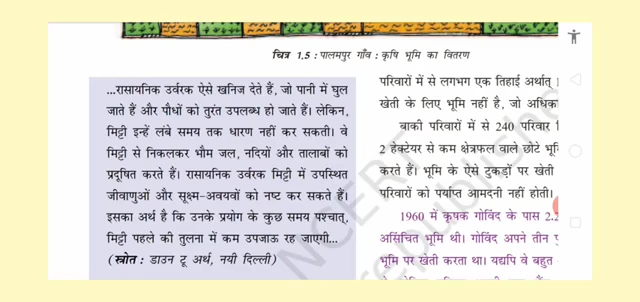 चित्र 1.5 : पालमपुर गाँव : कृषि भूमि का वितरण
...रासायनिक उर्वरक ऐसे खनिज देते हैं, जो पानी में घुल
जाते हैं और पौधों को तुरंत उपलब्ध हो जाते हैं। लेकिन,
मिट्टी इन्हें लंबे समय तक धारण नहीं कर सकती। वे
मिट्टी से निकलकर भौम जल, नदियों और तालाबों को
प्रदूषित करते हैं। रासायनिक उर्वरक मिट्टी में उपस्थित
जीवाणुओं और सूक्ष्म-अवयवों को नष्ट कर सकते हैं।
इसका अर्थ है कि उनके प्रयोग के कुछ समय पश्चात्,
मिट्टी पहले की तुलना में कम उपजाऊ रह जाएगी...
(स्रोत : डाउन टू अर्थ, नयी दिल्ली)
परिवारों में से लगभग एक तिहाई अर्थात्
खेती के लिए भूमि नहीं है, जो
बाकी परिवारों में से 240 परिवार
2 हैक्टेयर से कम क्षेत्रफल वाले छोटे
करते हैं। भूमि के ऐसे टुकड़ों पर खेती
परिवारों को पर्याप्त आमदनी नहीं होती।
1960 में कृषक गोविंद के पास
असिंचित भूमि थी। गोविंद अपने तीन
भूमि पर खेती करता था। यद्यपि वे बहुत